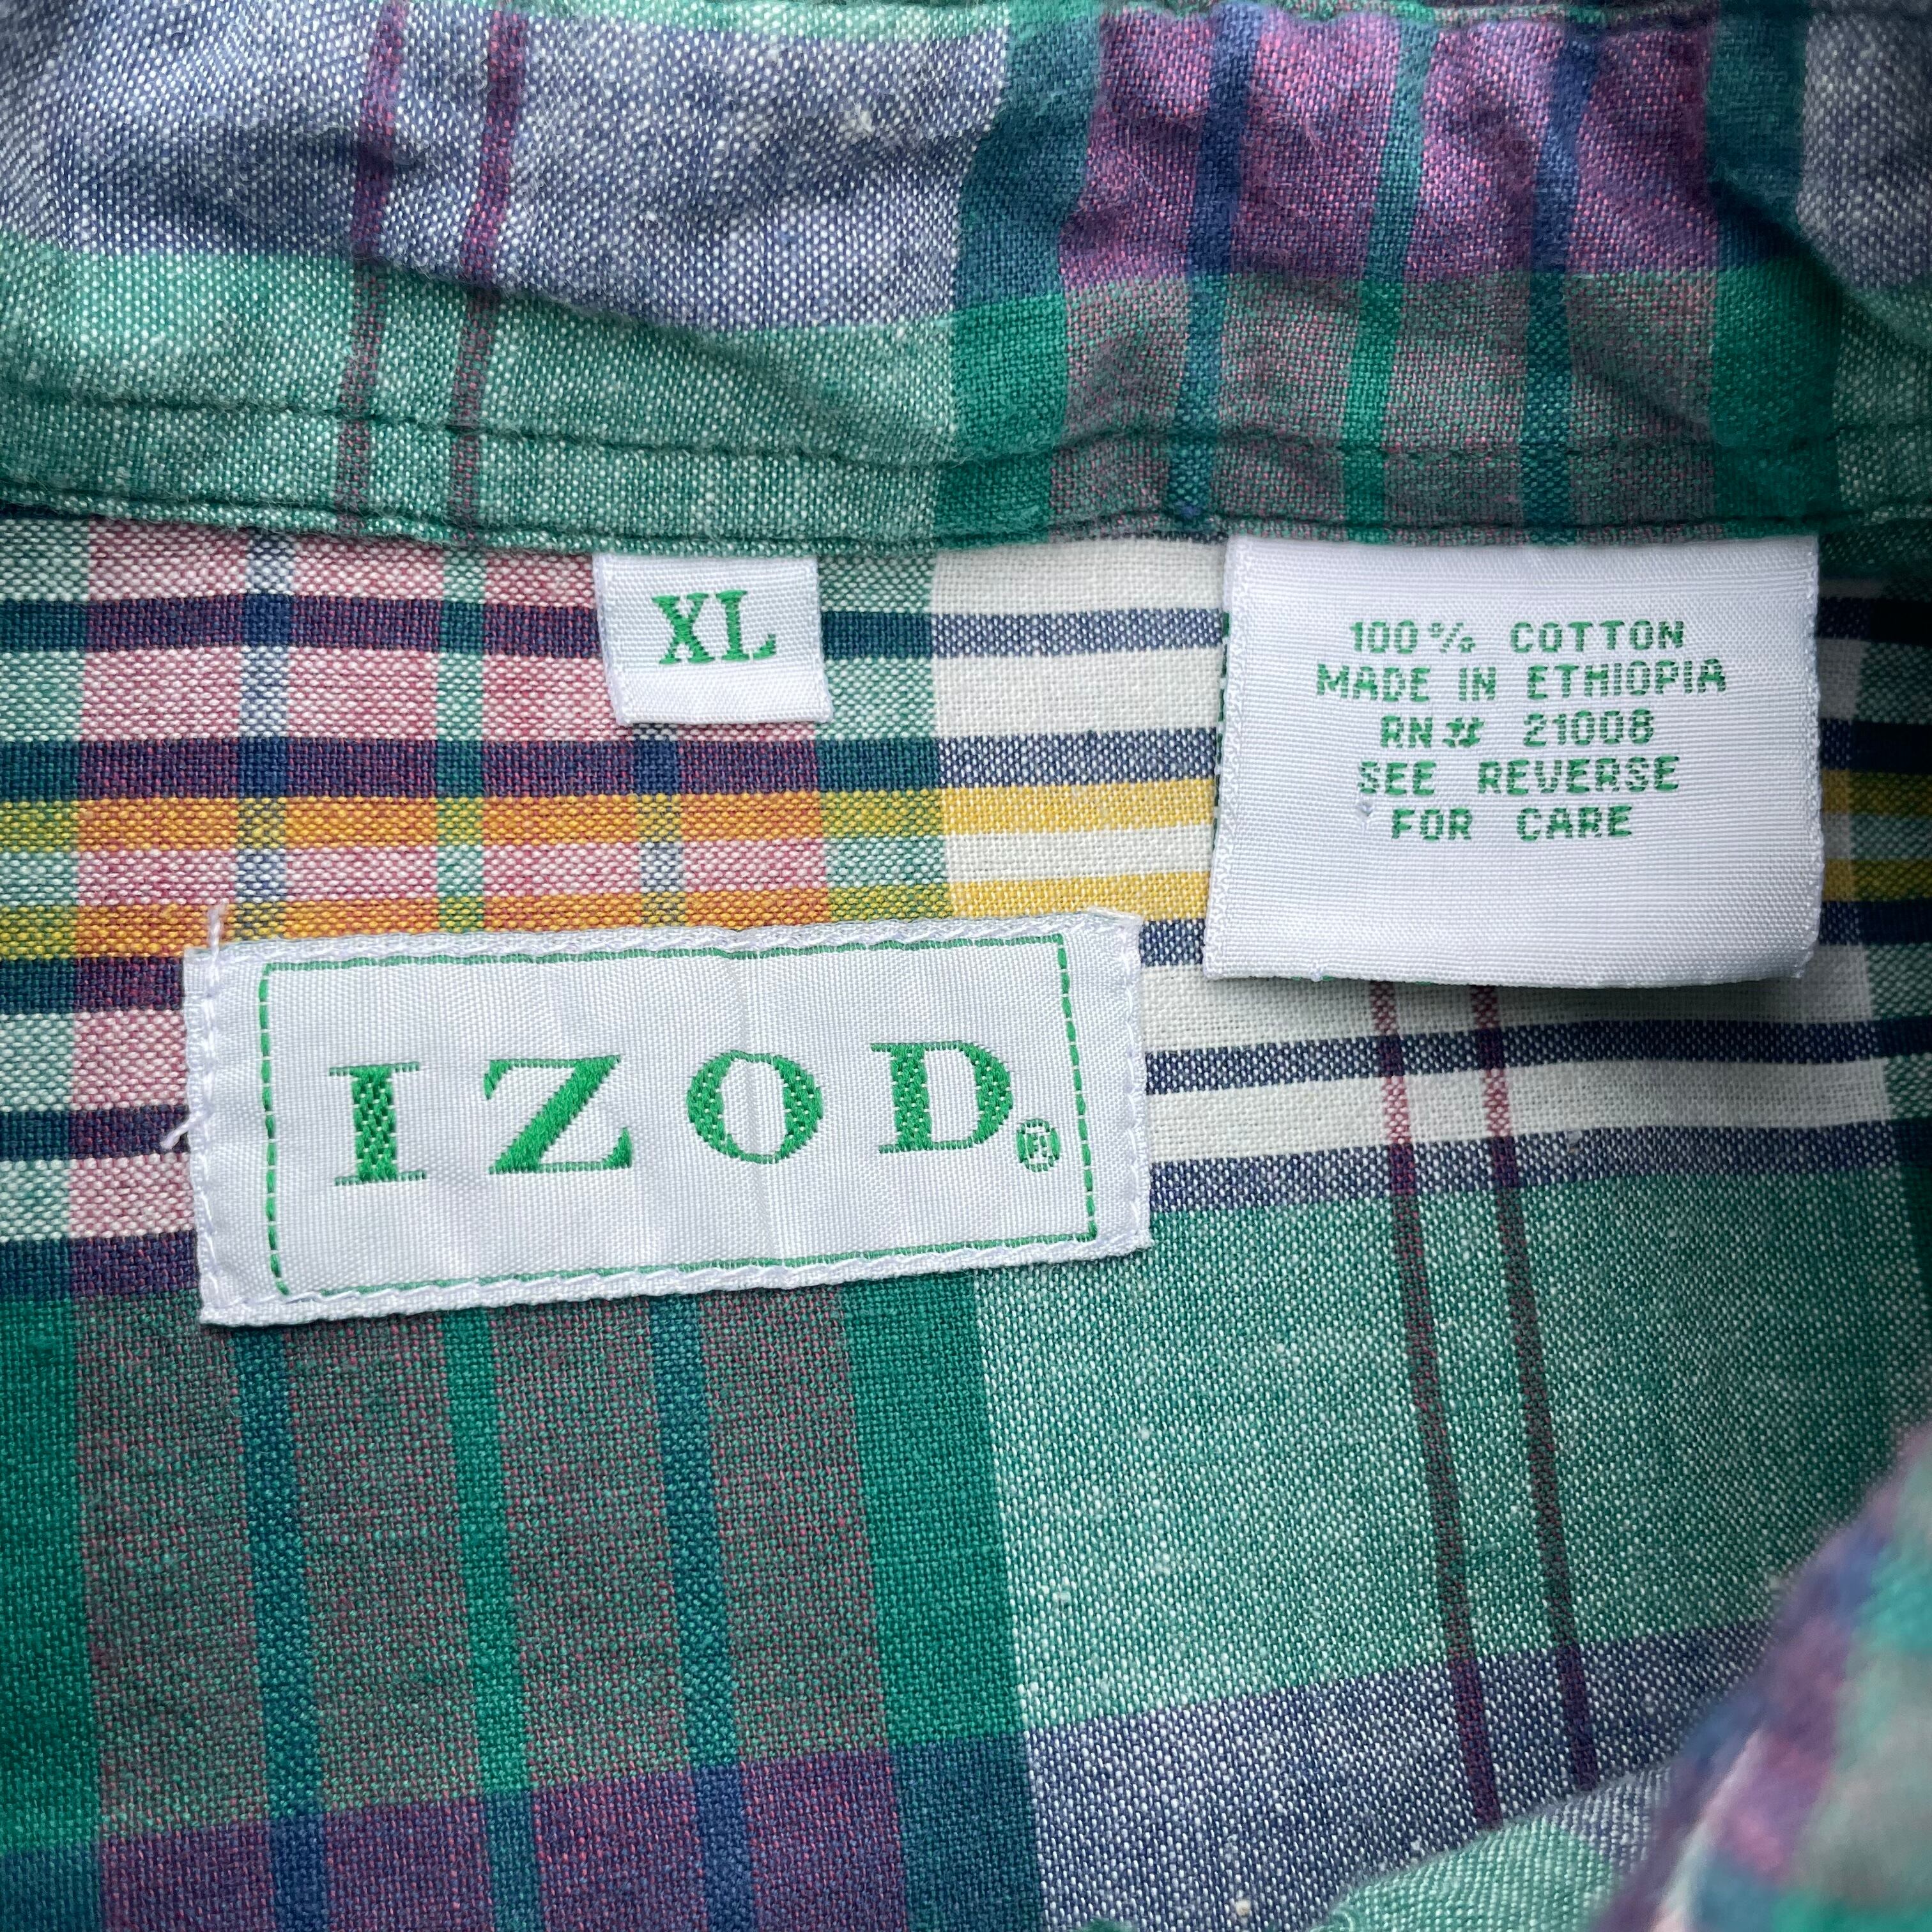 XL
100% COTTON
MADE IN ETHIOPIA
RN# 21008
SEE REVERSE
FOR CARE
IZOD®